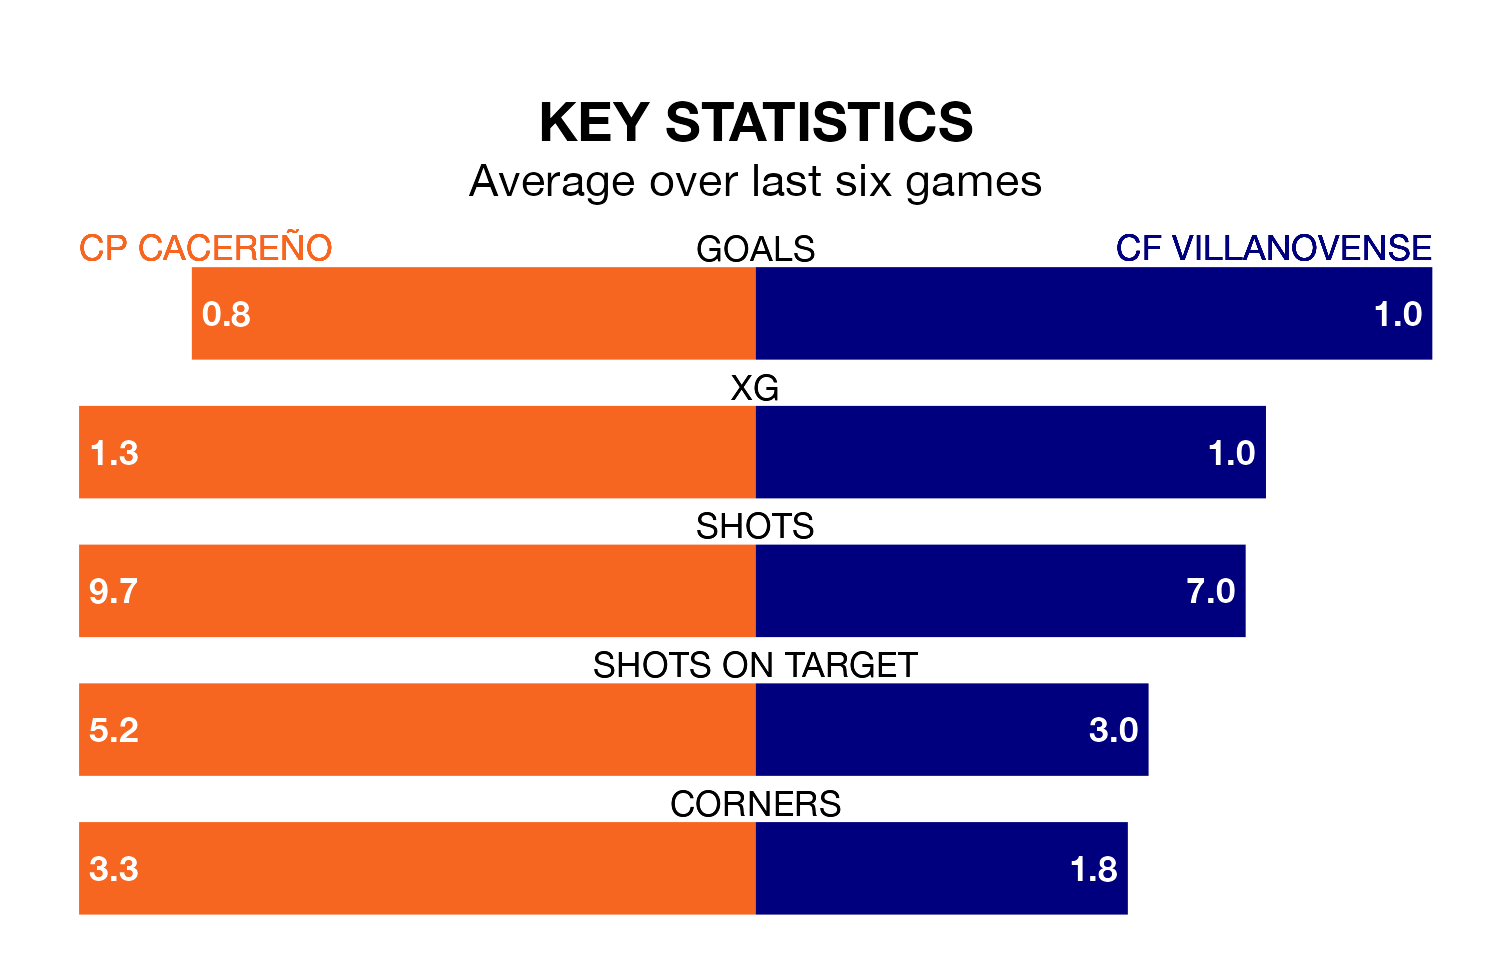 KEY STATISTICS
Average over last six games
CP CACEREÑO GOALS CF VILLANOVENSE
0.8 1.0
XG
1.3 1.0
SHOTS
9.7 7.0
SHOTS ON TARGET
5.2 3.0
CORNERS
3.3 1.8